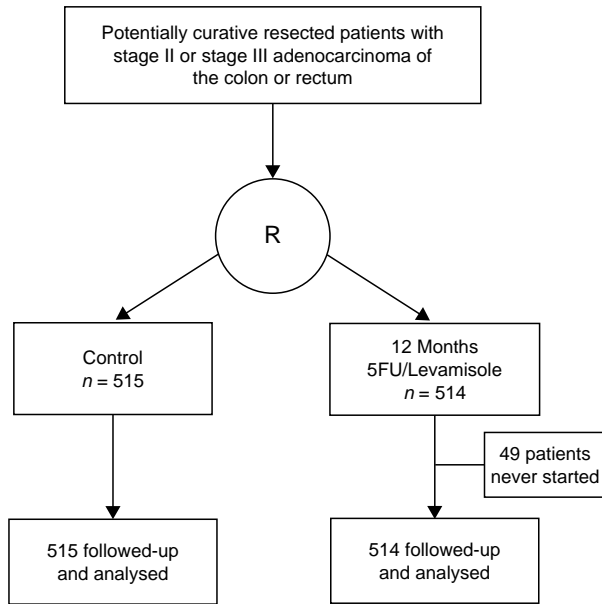 Potentially curative resected patients with
stage II or stage III adenocarcinoma of
the colon or rectum
R
Control
n = 515
12 Months
5FU/Levamisole
n = 514
49 patients
never started
515 followed-up
and analysed
514 followed-up
and analysed